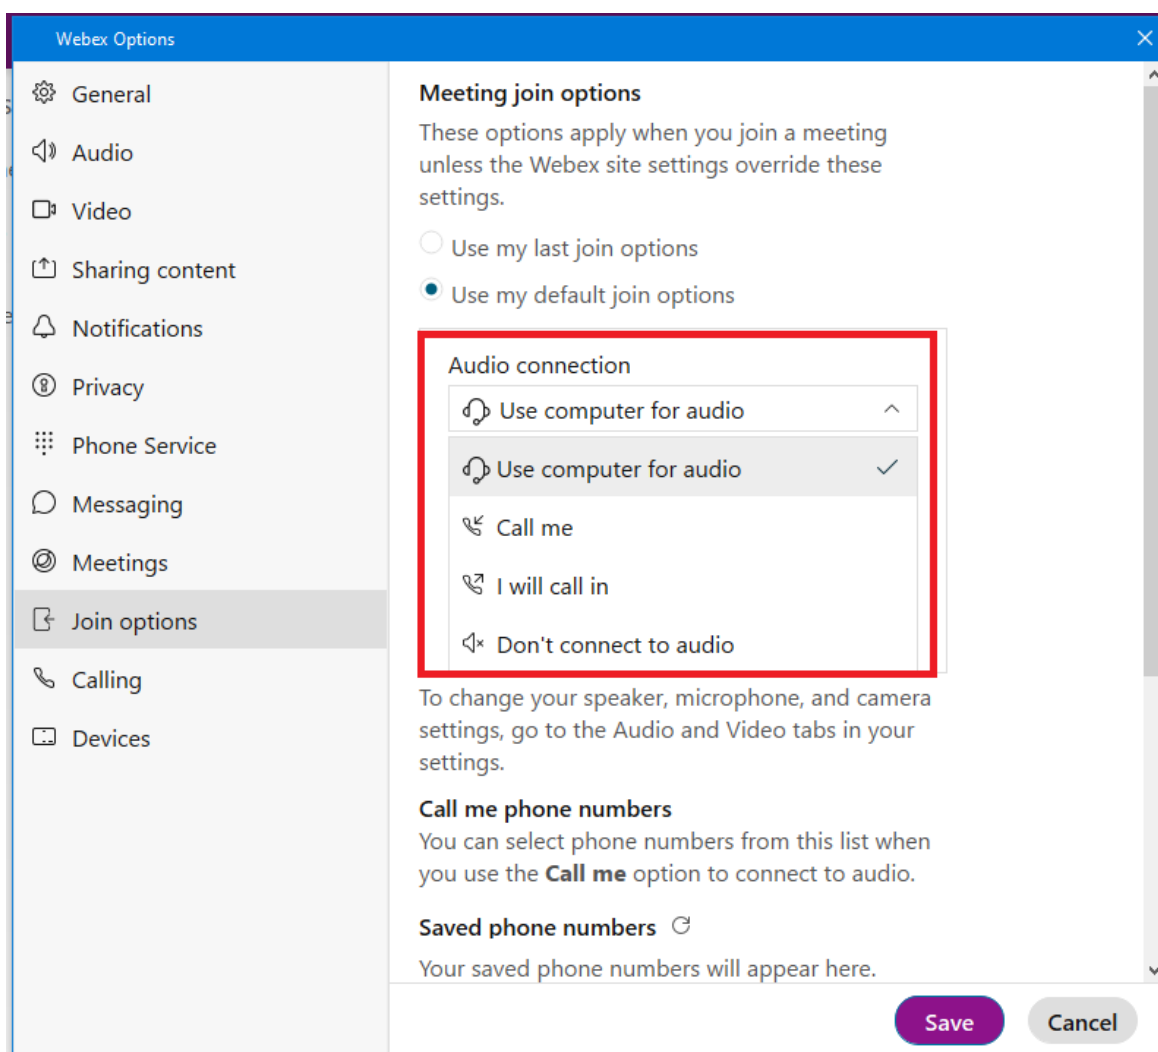 Webex Options
General
Audio
Video
Sharing content
Notifications
Privacy
Phone Service
Messaging
Meetings
Join options
Calling
Devices
Meeting join options
These options apply when you join a meeting
unless the Webex site settings override these
settings.
Use my last join options
Use my default join options
Audio connection
Use computer for audio
Use computer for audio
Call me
I will call in
Don't connect to audio
To change your speaker, microphone, and camera
settings, go to the Audio and Video tabs in your
settings.
Call me phone numbers
You can select phone numbers from this list when
you use the Call me option to connect to audio.
Saved phone numbers
Your saved phone numbers will appear here.
Save
Cancel